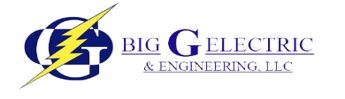 G
BIG G ELECTRIC
& ENGINEERING, LLC